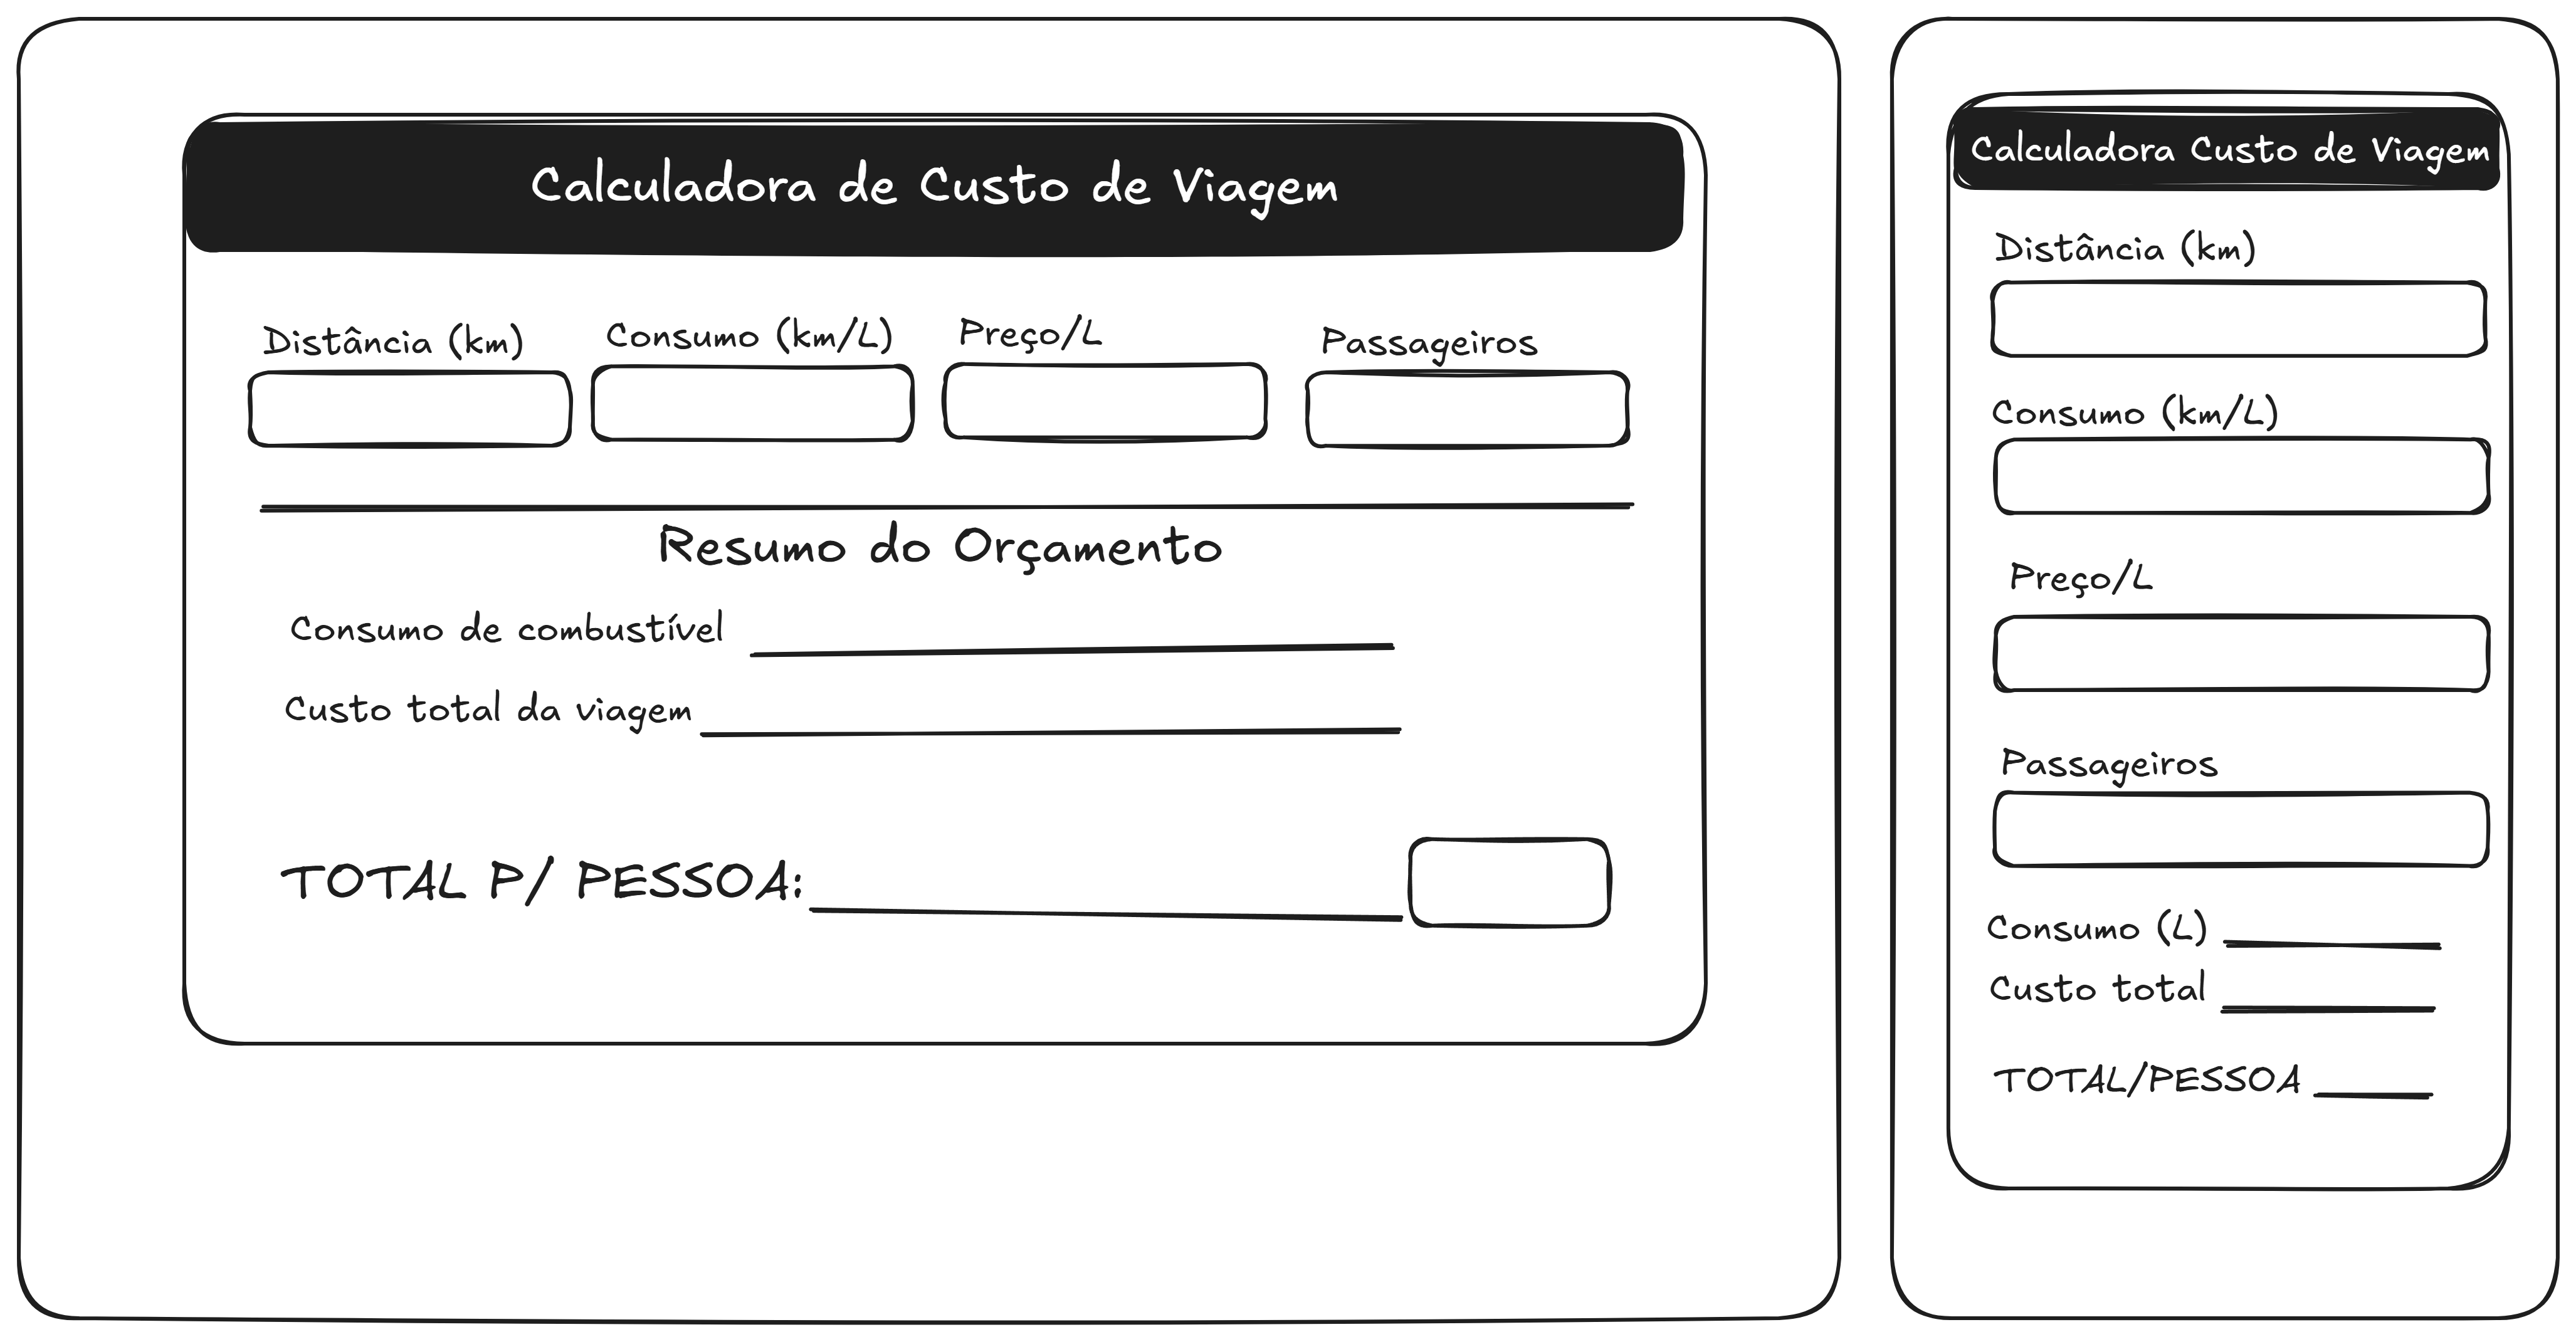 Calculadora de Custo de Viagem
Distância (km)
Consumo (km/L)
Preço/L
Passageiros
Resumo do Orçamento
Consumo de combustível
Custo total da viagem
TOTAL P/ PESSOA:
Calculadora Custo de Viagem
Distância (km)
Consumo (km/L)
Preço/L
Passageiros
Consumo (L)
Custo total
TOTAL/PESSOA